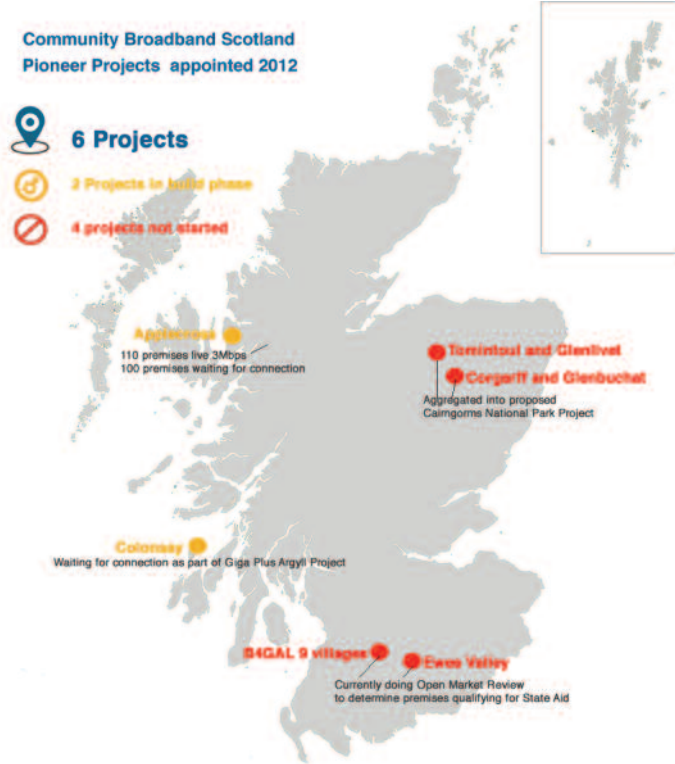 Community Broadband Scotland
Pioneer Projects appointed 2012
6 Projects
2 Projects in build phase
4 projects not started
Applecross
110 premises live 3Mbps
100 premises waiting for connection
Tomintoul and Glenlivet
Corgarff and Glenbuchat
Aggregated into proposed
Cairngorms National Park Project
Colonsay
Waiting for connection as part of Giga Plus Argyll Project
B4GAL 9 villages
Ewes Valley
Currently doing Open Market Review
to determine premises qualifying for State Aid